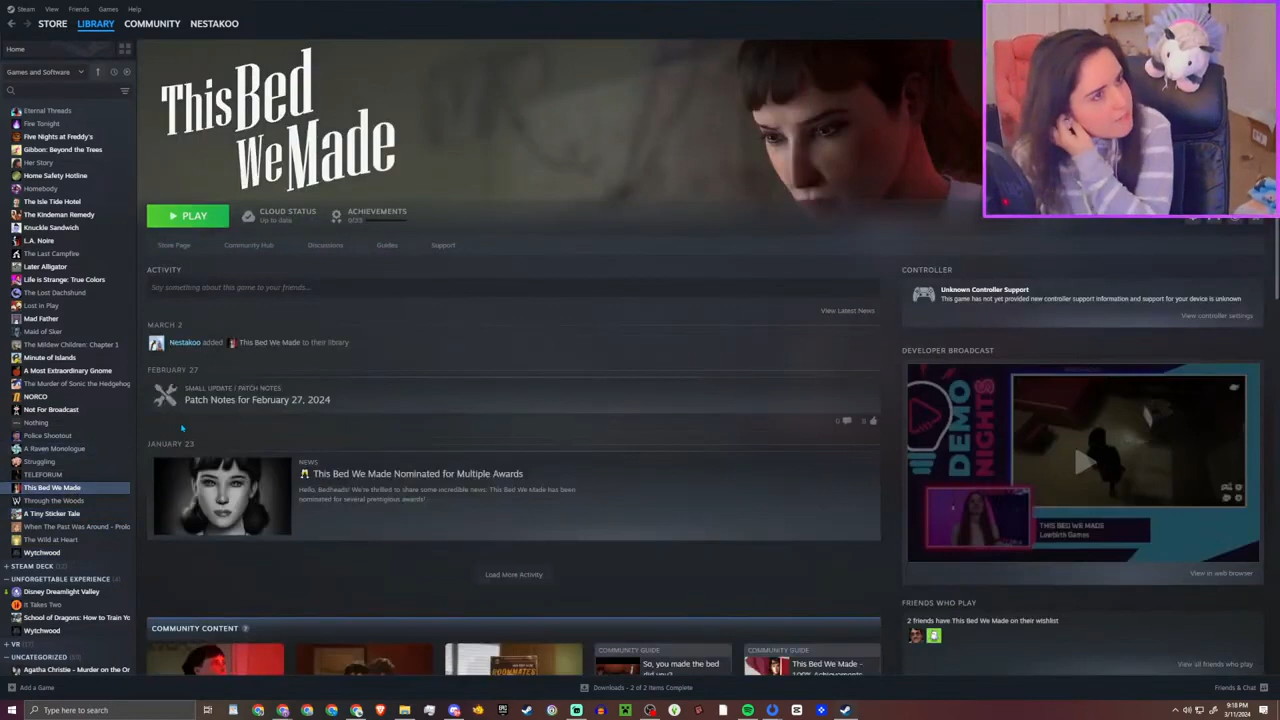 Steam View Friends Games Help
STORE LIBRARY COMMUNITY NESTAKOO
Home
Games and Software
Eternal Threads
Fire Tonight
Five Nights at Freddy's
Gibbon: Beyond the Trees
Her Story
Home Safety Hotline
Homebody
The Isle Tide Hotel
The Kindeman Remedy
Knuckle Sandwich
L.A. Noire
The Last Campfire
Later Alligator
Life is Strange: True Colors
The Lost Dachshund
Lost in Play
Mad Father
Maid of Sker
The Mildew Children: Chapter 1
Minute of Islands
A Most Extraordinary Gnome
The Murder of Sonic the Hedgehog
NORCO
Not For Broadcast
Nothing
Police Shootout
A Raven Monologue
Struggling
TELEFORUM
This Bed We Made
Through the Woods
A Tiny Sticker Tale
When The Past Was Around - Prolo
The Wild at Heart
Wytchwood
STEAM DECK
UNFORGETTABLE EXPERIENCE (4)
Disney Dreamlight Valley
It Takes Two
School of Dragons: How to Train Yo
Wytchwood
VR
UNCATEGORIZED
Agatha Christie - Murder on the Or
Add a Game
This Bed
We Made
PLAY
CLOUD STATUS
Up to date
ACHIEVEMENTS
Store Page Community Hub Discussions Guides Support
ACTIVITY
Say something about this game to your friends...
View Latest News
MARCH 2
Nestakoo added This Bed We Made to their library
FEBRUARY 27
SMALL UPDATE / PATCH NOTES
Patch Notes for February 27, 2024
0 8
JANUARY 23
NEWS
This Bed We Made Nominated for Multiple Awards
Hello, Bedheads! We're thrilled to share some incredible news: This Bed We Made has been
nominated for several prestigious awards!
Load More Activity
COMMUNITY CONTENT ?
COMMUNITY GUIDE
So, you made the bed
COMMUNITY GUIDE
This Bed We Made -
100% Achievements
CONTROLLER
Unknown Controller Support
This game has not yet provided new controller support information and support for your device is unknown
View controller settings
DEVELOPER BROADCAST
DEMO
NIGHTS
THIS BED WE MADE
Lowbirth Games
View in web browser
FRIENDS WHO PLAY
2 friends have This Bed We Made on their wishlist
View all friends who play
Downloads - 2 of 2 Items Complete
Friends & Chat
Type here to search
9:18 PM
3/11/2024